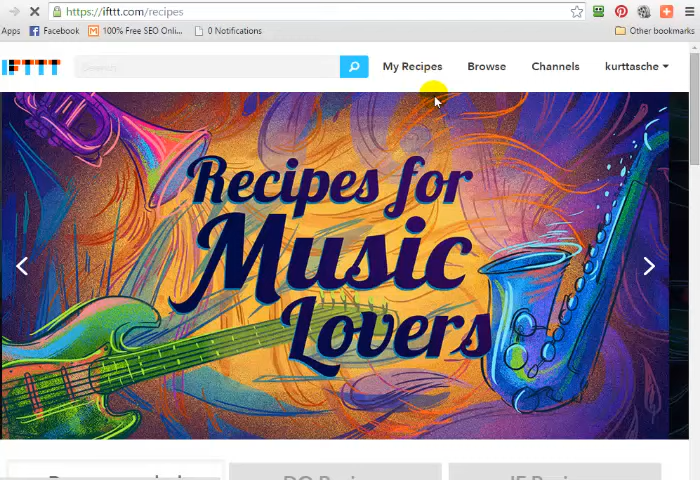 https://ifttt.com/recipes
Apps Facebook 100% Free SEO Onli... 0 Notifications Other bookmarks
IFTTT Search... My Recipes Browse Channels kurttasche
Recipes for
Music
Lovers